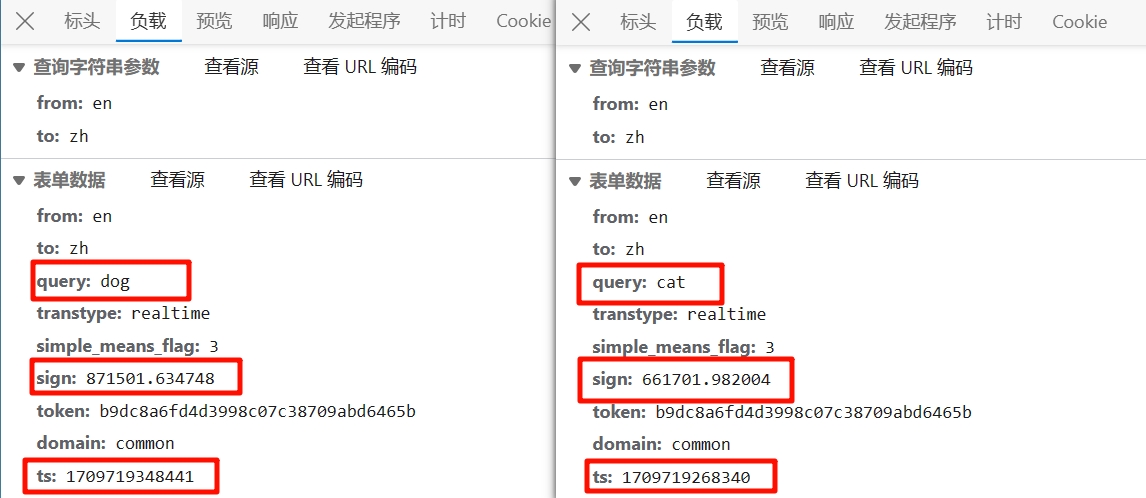 标头 负载 预览 响应 发起程序 计时 Cookie
查询字符串参数 查看源 查看 URL 编码
from: en
to: zh
表单数据 查看源 查看 URL 编码
from: en
to: zh
query: dog
transtype: realtime
simple_means_flag: 3
sign: 871501.634748
token: b9dc8a6fd4d3998c07c38709abd6465b
domain: common
ts: 1709719348441
标头 负载 预览 响应 发起程序 计时 Cookie
查询字符串参数 查看源 查看 URL 编码
from: en
to: zh
表单数据 查看源 查看 URL 编码
from: en
to: zh
query: cat
transtype: realtime
simple_means_flag: 3
sign: 661701.982004
token: b9dc8a6fd4d3998c07c38709abd6465b
domain: common
ts: 1709719268340